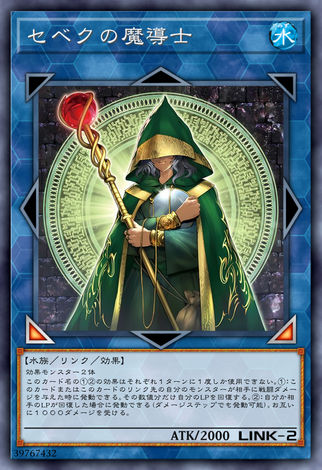 セベクの魔導士
水
【水族／リンク／効果】
効果モンスター２体
このカード名の①②の効果はそれぞれ１ターンに１度しか使用できない。①：こ
のカードまたはこのカードのリンク先の自分のモンスターが相手に戦闘ダメー
ジを与えた時に発動できる。その数値分だけ自分のLPを回復する。②：自分か相
手のLPが回復した場合に発動できる（ダメージステップでも発動可能）。お互い
に１０００ダメージを受ける。
ATK/2000 LINK-2
39767432